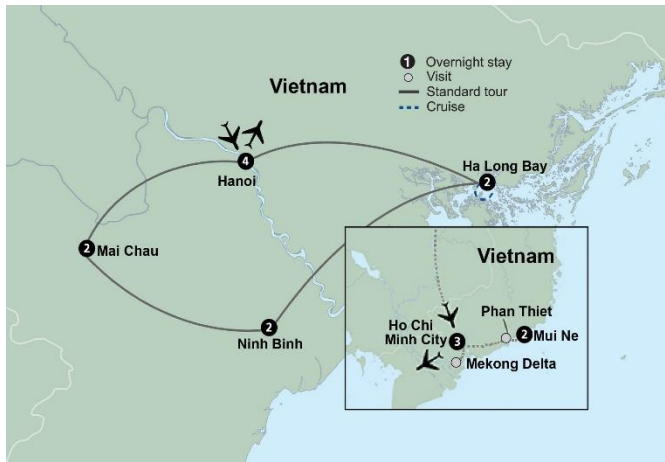 Vietnam
1 Overnight stay
Visit
Standard tour
Cruise
4
Hanoi
Ha Long Bay
2
2 Mai Chau
2
Ninh Binh
Vietnam
Phan Thiet
Ho Chi
Minh City
3
2 Mui Ne
Mekong Delta